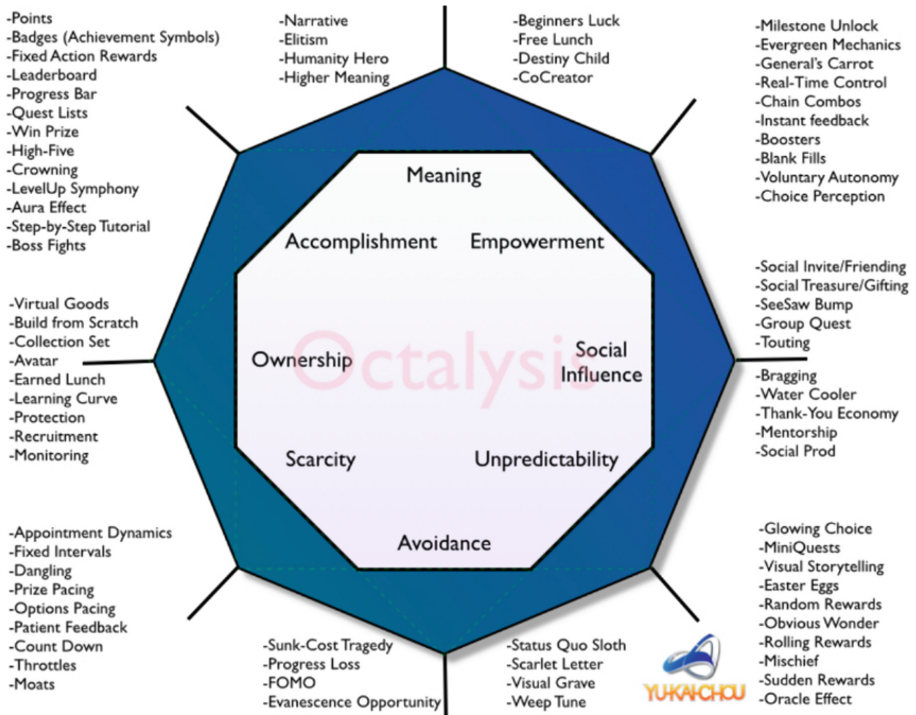 -Points
-Badges (Achievement Symbols)
-Fixed Action Rewards
-Leaderboard
-Progress Bar
-Quest Lists
-Win Prize
-High-Five
-Crowning
-LevelUp Symphony
-Aura Effect
-Step-by-Step Tutorial
-Boss Fights
-Narrative
-Elitism
-Humanity Hero
-Higher Meaning
-Beginners Luck
-Free Lunch
-Destiny Child
-CoCreator
-Milestone Unlock
-Evergreen Mechanics
-General's Carrot
-Real-Time Control
-Chain Combos
-Instant feedback
-Boosters
-Blank Fills
-Voluntary Autonomy
-Choice Perception
Meaning
Accomplishment
Empowerment
Ownership
Octalysis
Social
Influence
Scarcity
Unpredictability
Avoidance
-Virtual Goods
-Build from Scratch
-Collection Set
-Avatar
-Earned Lunch
-Learning Curve
-Protection
-Recruitment
-Monitoring
-Social Invite/Friending
-Social Treasure/Gifting
-SeeSaw Bump
-Group Quest
-Touting
-Bragging
-Water Cooler
-Thank-You Economy
-Mentorship
-Social Prod
-Appointment Dynamics
-Fixed Intervals
-Dangling
-Prize Pacing
-Options Pacing
-Patient Feedback
-Count Down
-Throttles
-Moats
-Sunk-Cost Tragedy
-Progress Loss
-FOMO
-Evanescence Opportunity
-Status Quo Sloth
-Scarlet Letter
-Visual Grave
-Weep Tune
YU-KAI CHOU
-Glowing Choice
-MiniQuests
-Visual Storytelling
-Easter Eggs
-Random Rewards
-Obvious Wonder
-Rolling Rewards
-Mischief
-Sudden Rewards
-Oracle Effect